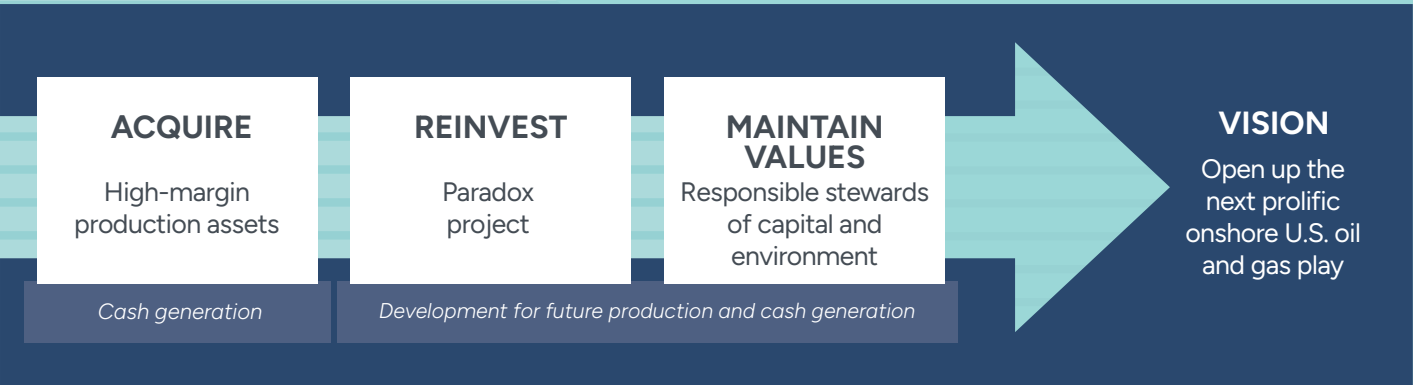 ACQUIRE
High-margin
production assets
REINVEST
Paradox
project
MAINTAIN
VALUES
Responsible stewards
of capital and
environment
Cash generation
Development for future production and cash generation
VISION
Open up the
next prolific
onshore U.S. oil
and gas play